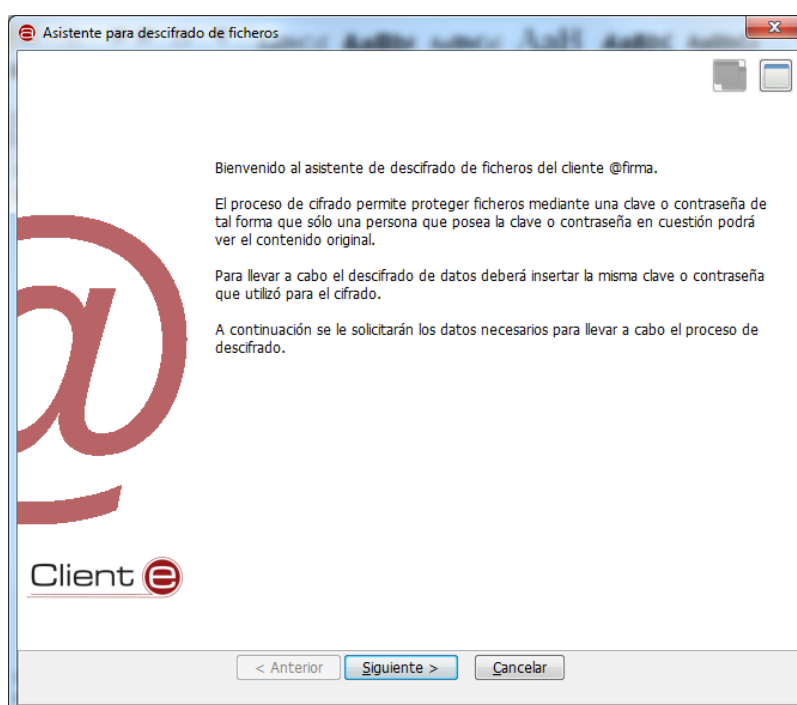 Asistente para descifrado de ficheros
Bienvenido al asistente de descifrado de ficheros del cliente @firma.
El proceso de cifrado permite proteger ficheros mediante una clave o contraseña de
tal forma que sólo una persona que posea la clave o contraseña en cuestión podrá
ver el contenido original.
Para llevar a cabo el descifrado de datos deberá insertar la misma clave o contraseña
que utilizó para el cifrado.
A continuación se le solicitarán los datos necesarios para llevar a cabo el proceso de
descifrado.
@
Client e
< Anterior Siguiente > Cancelar